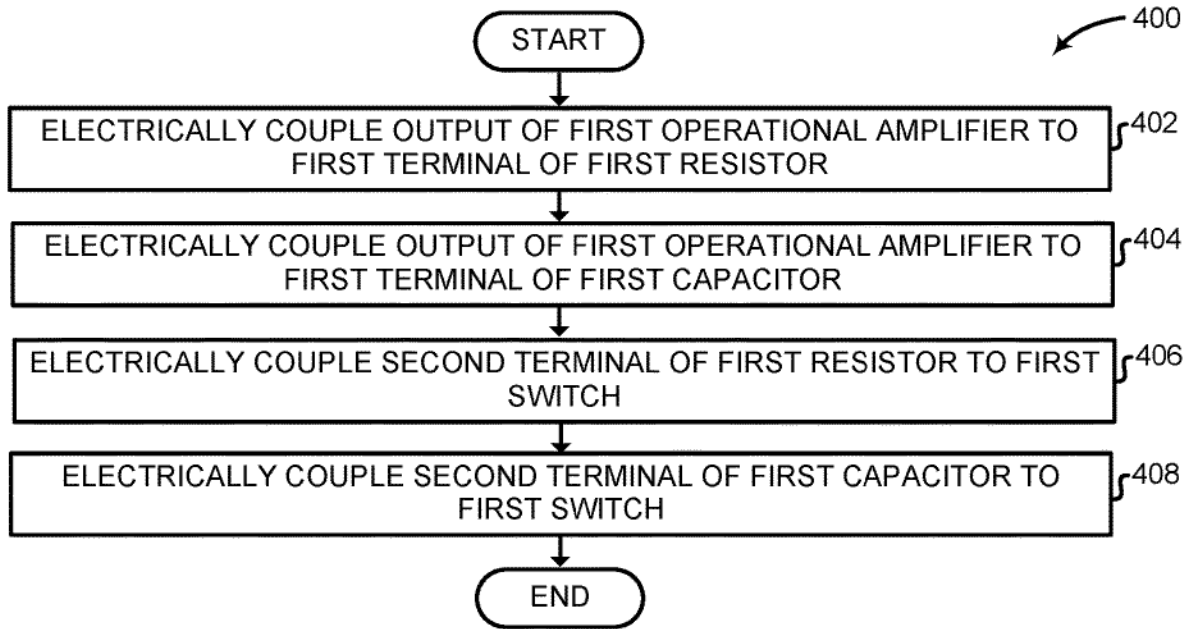 400
START
ELECTRICALLY COUPLE OUTPUT OF FIRST OPERATIONAL AMPLIFIER TO
FIRST TERMINAL OF FIRST RESISTOR
402
ELECTRICALLY COUPLE OUTPUT OF FIRST OPERATIONAL AMPLIFIER TO
FIRST TERMINAL OF FIRST CAPACITOR
404
ELECTRICALLY COUPLE SECOND TERMINAL OF FIRST RESISTOR TO FIRST
SWITCH
406
ELECTRICALLY COUPLE SECOND TERMINAL OF FIRST CAPACITOR TO
FIRST SWITCH
408
END